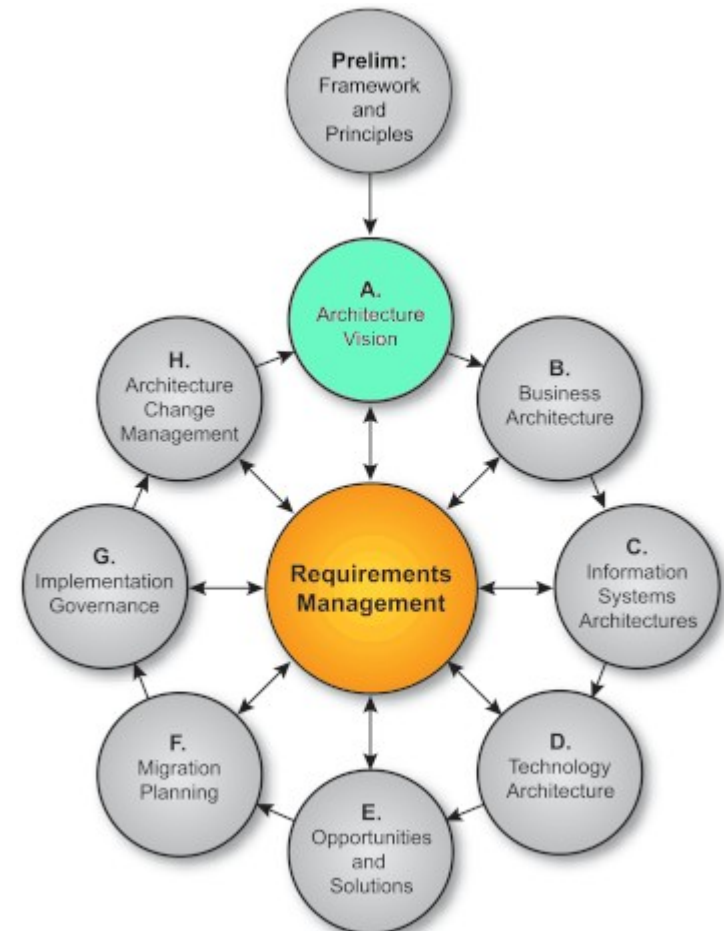 Prelim:
Framework
and
Principles
A.
Architecture
Vision
B.
Business
Architecture
C.
Information
Systems
Architectures
D.
Technology
Architecture
E.
Opportunities
and
Solutions
F.
Migration
Planning
G.
Implementation
Governance
H.
Architecture
Change
Management
Requirements
Management